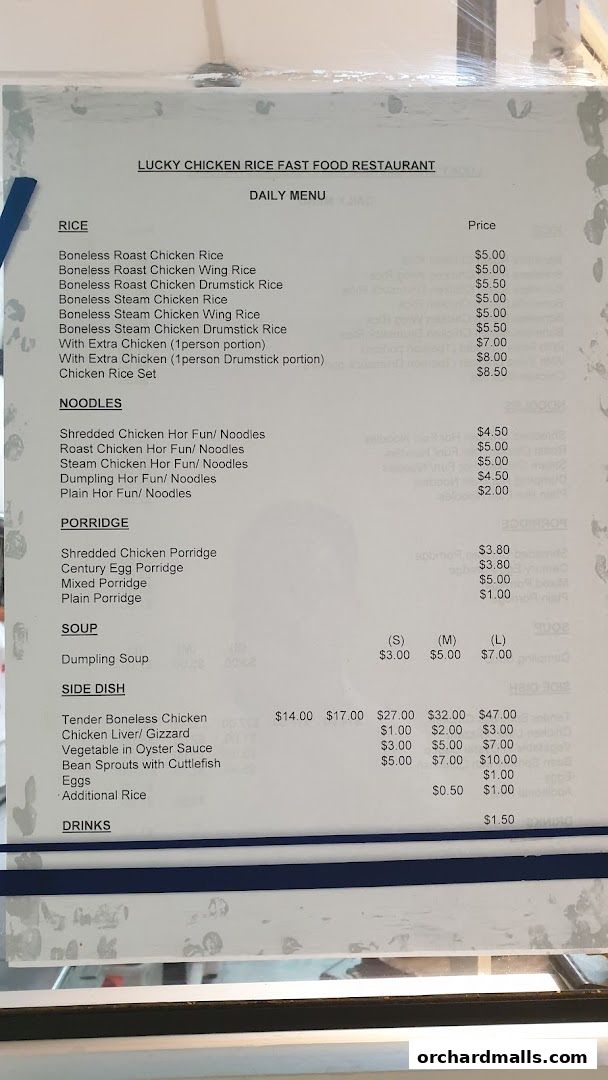 LUCKY CHICKEN RICE FAST FOOD RESTAURANT
DAILY MENU
RICE Price
Boneless Roast Chicken Rice $5.00
Boneless Roast Chicken Wing Rice $5.00
Boneless Roast Chicken Drumstick Rice $5.50
Boneless Steam Chicken Rice $5.00
Boneless Steam Chicken Wing Rice $5.00
Boneless Steam Chicken Drumstick Rice $5.50
With Extra Chicken (1person portion) $7.00
With Extra Chicken (1person Drumstick portion) $8.00
Chicken Rice Set $8.50
NOODLES
Shredded Chicken Hor Fun/ Noodles $4.50
Roast Chicken Hor Fun/ Noodles $5.00
Steam Chicken Hor Fun/ Noodles $5.00
Dumpling Hor Fun/ Noodles $4.50
Plain Hor Fun/ Noodles $2.00
PORRIDGE
Shredded Chicken Porridge $3.80
Century Egg Porridge $3.80
Mixed Porridge $5.00
Plain Porridge $1.00
SOUP
(S) (M) (L)
Dumpling Soup $3.00 $5.00 $7.00
SIDE DISH
Tender Boneless Chicken $14.00 $17.00 $27.00 $32.00 $47.00
Chicken Liver/ Gizzard $1.00 $2.00 $3.00
Vegetable in Oyster Sauce $3.00 $5.00 $7.00
Bean Sprouts with Cuttlefish $5.00 $7.00 $10.00
Eggs $1.00
Additional Rice $0.50 $1.00
DRINKS $1.50
orchardmalls.com